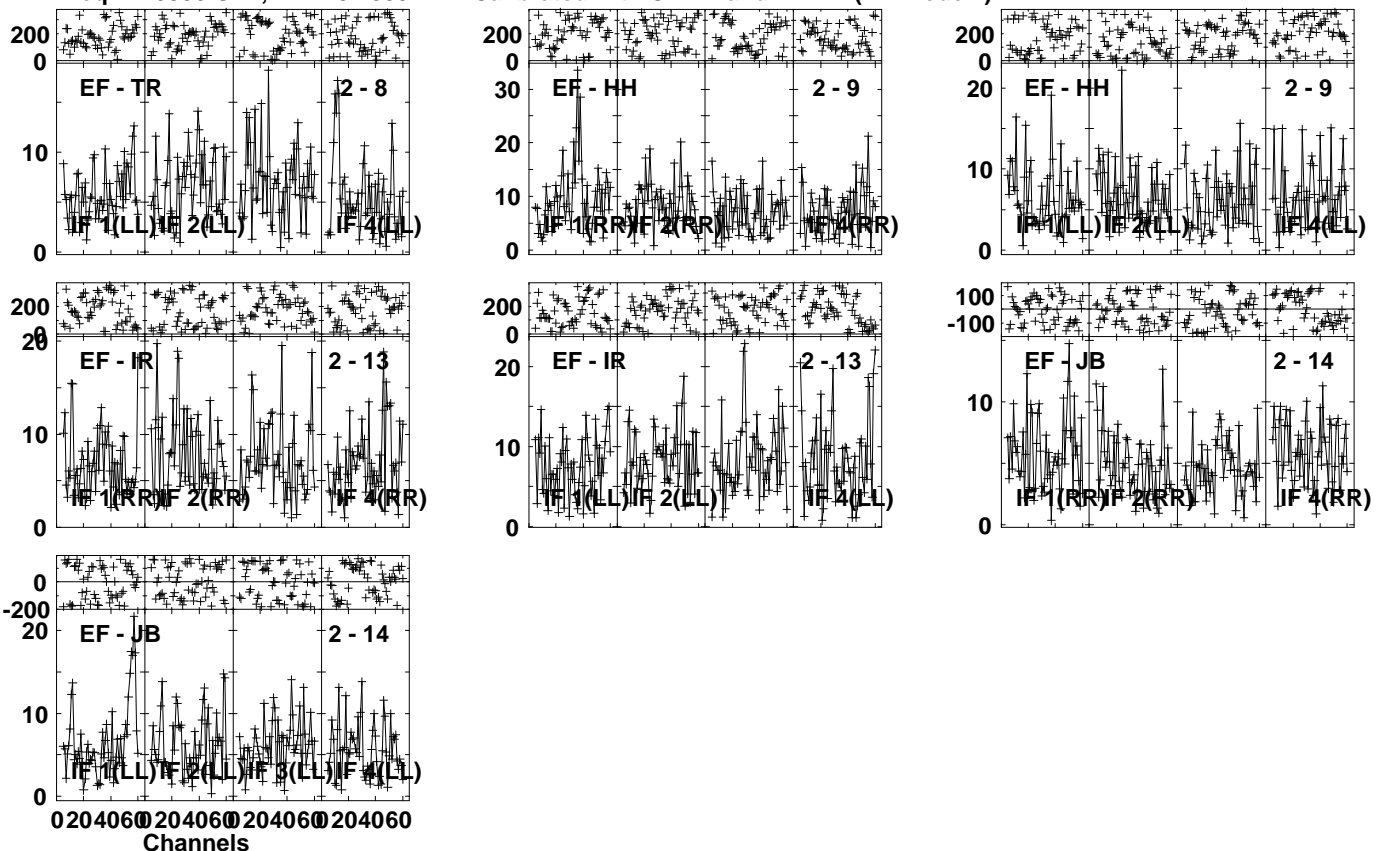 200
0
EF - TR
2 - 8
10
0
IF 1(LL)
IF 2(LL)
IF 4(LL)
200
0
EF - HH
2 - 9
30
20
10
0
IF 1(RR)
IF 2(RR)
IF 4(RR)
200
0
EF - HH
2 - 9
20
10
0
IF 1(LL)
IF 2(LL)
IF 4(LL)
200
0
EF - IR
2 - 13
20
10
0
IF 1(RR)
IF 2(RR)
IF 4(RR)
200
0
EF - IR
2 - 13
20
10
0
IF 1(LL)
IF 2(LL)
IF 4(LL)
100
-100
EF - JB
2 - 14
10
0
IF 1(RR)
IF 2(RR)
IF 4(RR)
0
-200
EF - JB
2 - 14
20
10
0
IF 1(LL)
IF 2(LL)
IF 3(LL)
IF 4(LL)
0 20 40 60 0 20 40 60 0 20 40 60 0 20 40 60
Channels